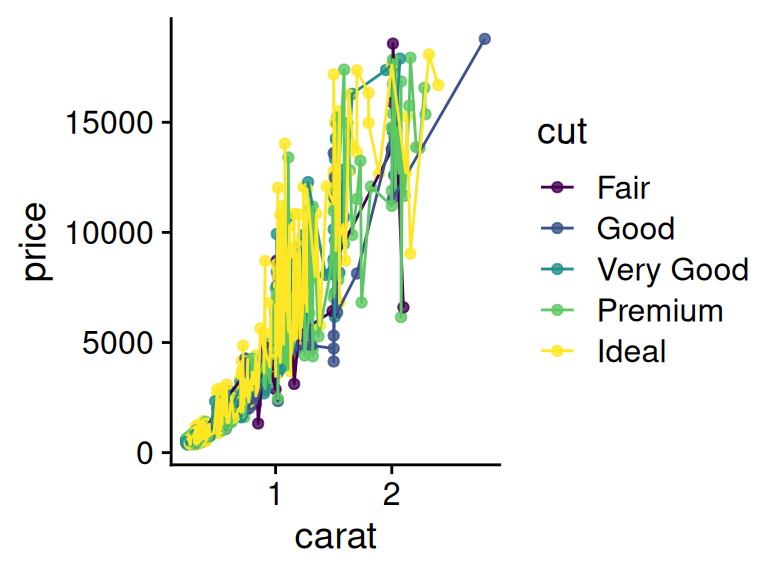 15000
10000
5000
0
price
1 2
carat
cut
Fair
Good
Very Good
Premium
Ideal